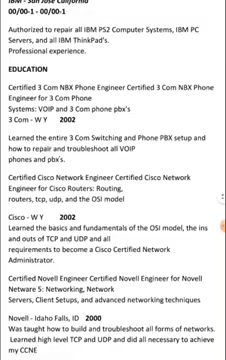 IBM - San Jose California
00/00-1 - 00/00-1
Authorized to repair all IBM PS2 Computer Systems, IBM PC
Servers, and all IBM ThinkPad's.
Professional experience.
EDUCATION
Certified 3 Com NBX Phone Engineer Certified 3 Com NBX Phone
Engineer for 3 Com Phone
Systems: VOIP and 3 Com phone pbx's
3 Com - W Y 2002
Learned the entire 3 Com Switching and Phone PBX setup and
how to repair and troubleshoot all VOIP
phones and pbx's.
Certified Cisco Network Engineer Certified Cisco Network
Engineer for Cisco Routers: Routing,
routers, tcp, udp, and the OSI model
Cisco - W Y 2002
Learned the basics and fundamentals of the OSI model, the ins
and outs of TCP and UDP and all
requirements to become a Cisco Certified Network
Administrator.
Certified Novell Engineer Certified Novell Engineer for Novell
Netware 5: Networking, Network
Servers, Client Setups, and advanced networking techniques
Novell - Idaho Falls, ID 2000
Was taught how to build and troubleshoot all forms of networks.
Learned high level TCP and UDP and did all necessary to achieve
my CCNE